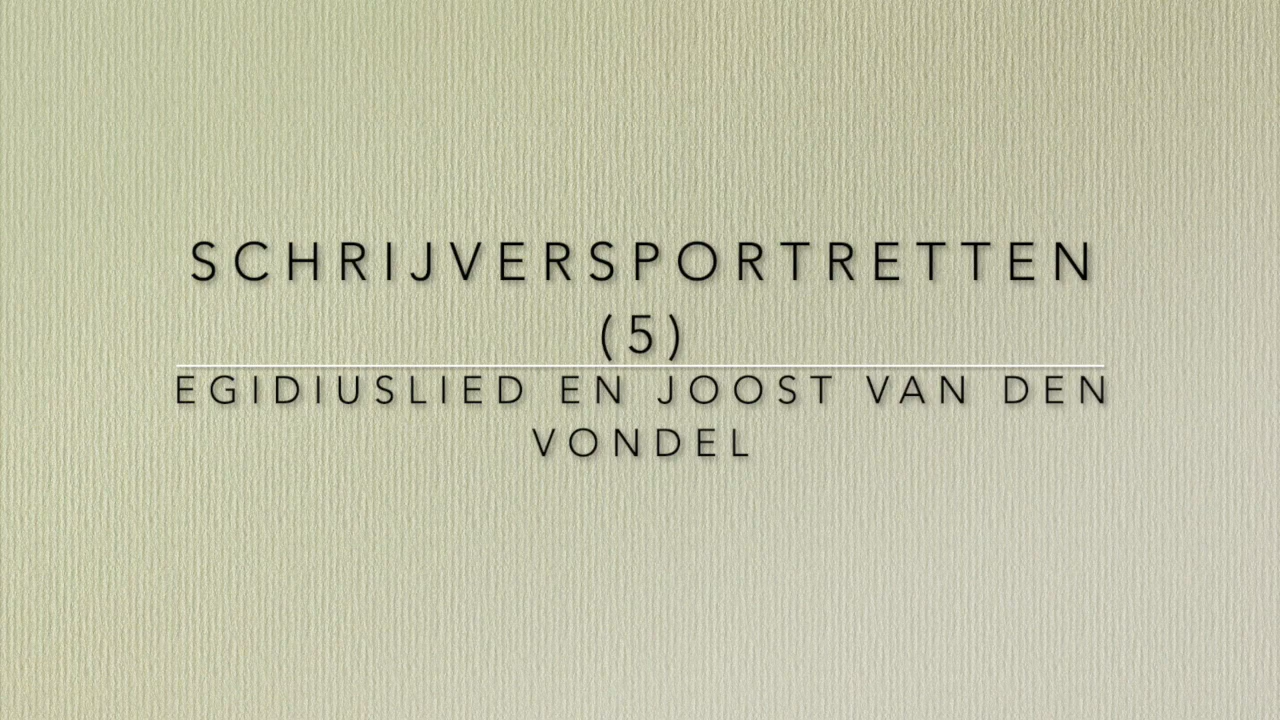 SCHRIJVERSPORTRETTEN
(5)
EGIDIUSLIED EN JOOST VAN DEN
VONDEL